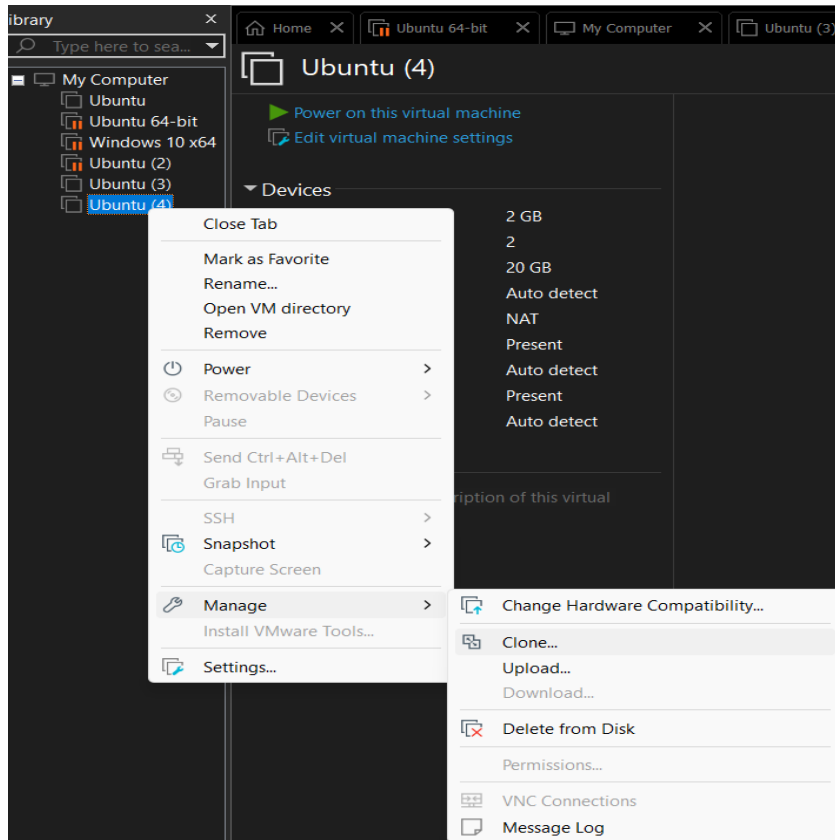 ibrary
Type here to sea...
My Computer
Ubuntu
Ubuntu 64-bit
Windows 10 x64
Ubuntu (2)
Ubuntu (3)
Ubuntu (4)
Home
Ubuntu 64-bit
My Computer
Ubuntu (3)
Ubuntu (4)
Power on this virtual machine
Edit virtual machine settings
Devices
2 GB
2
20 GB
Auto detect
NAT
Present
Auto detect
Present
Auto detect
ription of this virtual
Close Tab
Mark as Favorite
Rename...
Open VM directory
Remove
Power
Removable Devices
Pause
Send Ctrl+Alt+Del
Grab Input
SSH
Snapshot
Capture Screen
Manage
Install VMware Tools...
Settings...
Change Hardware Compatibility...
Clone...
Upload...
Download...
Delete from Disk
Permissions...
VNC Connections
Message Log